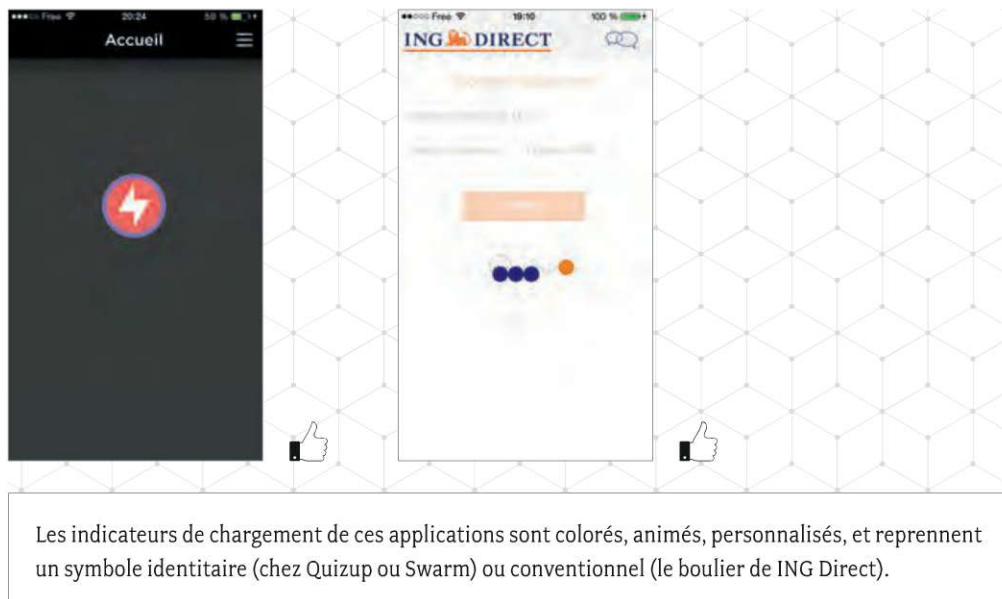 Free 20:24 59 %
Accueil
Free 19:10 100 %
ING DIRECT
Les indicateurs de chargement de ces applications sont colorés, animés, personnalisés, et reprennent
un symbole identitaire (chez Quizup ou Swarm) ou conventionnel (le boulier de ING Direct).